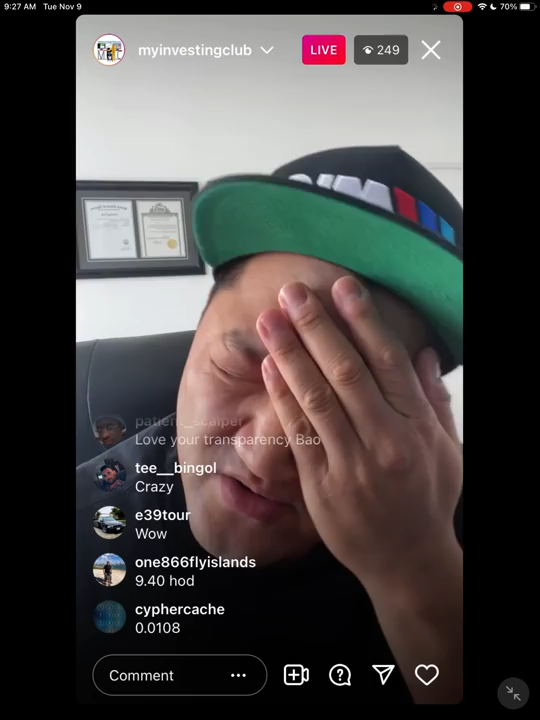 9:27 AM Tue Nov 9
70%
myinvestingclub
LIVE
249
Love your transparency Bao
tee__bingol
Crazy
e39tour
Wow
one866flyislands
9.40 hod
cyphercache
0.0108
Comment